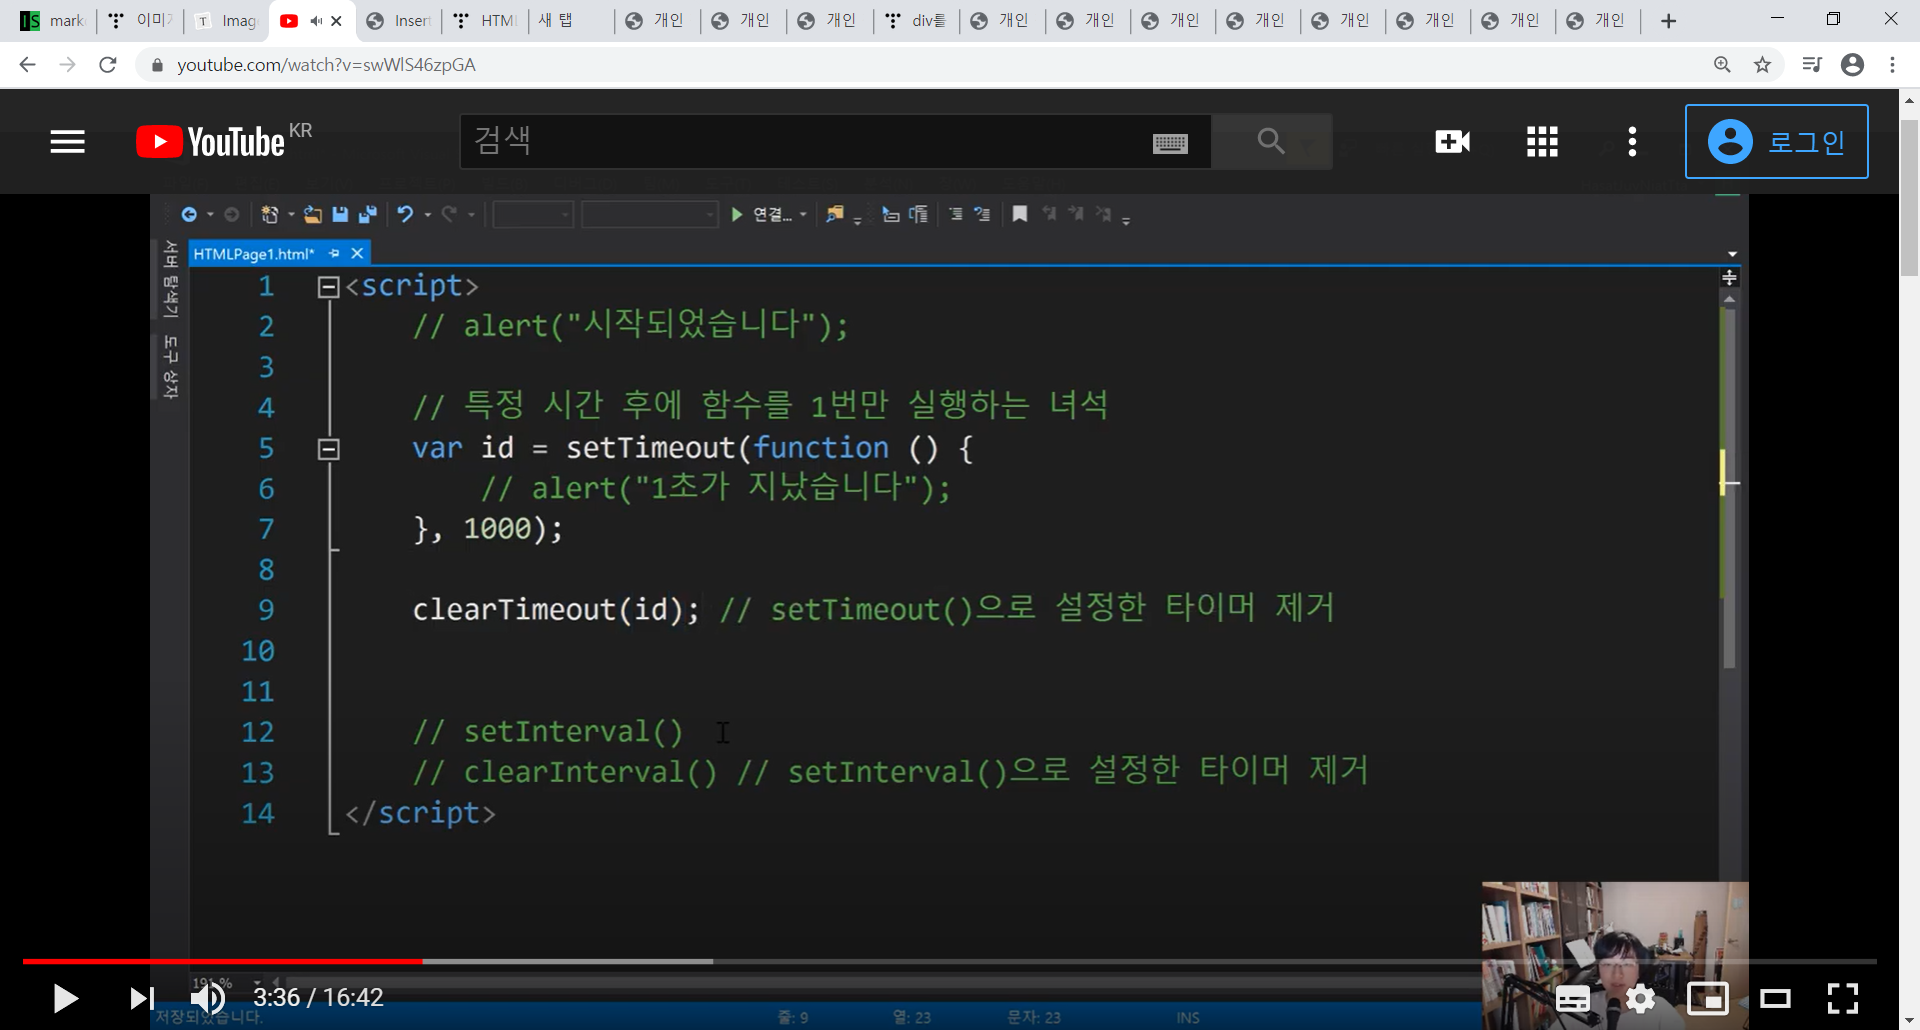 mark
이미지
Imag
Inser
HTML
새 탭
개인
개인
개인
div를
개인
개인
개인
개인
개인
개인
개인
개인
youtube.com/watch?v=swWlS46zpGA
YouTube KR
검색
로그인
연결...
서버 탐색기
도구 상자
HTMLPage1.html*
1 <script>
2 // alert("시작되었습니다");
3
4 // 특정 시간 후에 함수를 1번만 실행하는 녀석
5 var id = setTimeout(function () {
6 // alert("1초가 지났습니다");
7 }, 1000);
8
9 clearTimeout(id); // setTimeout()으로 설정한 타이머 제거
10
11
12 // setInterval()
13 // clearInterval() // setInterval()으로 설정한 타이머 제거
14 </script>
191 %
3:36 / 16:42
저장되었습니다.
줄: 9
열: 23
문자: 23
INS